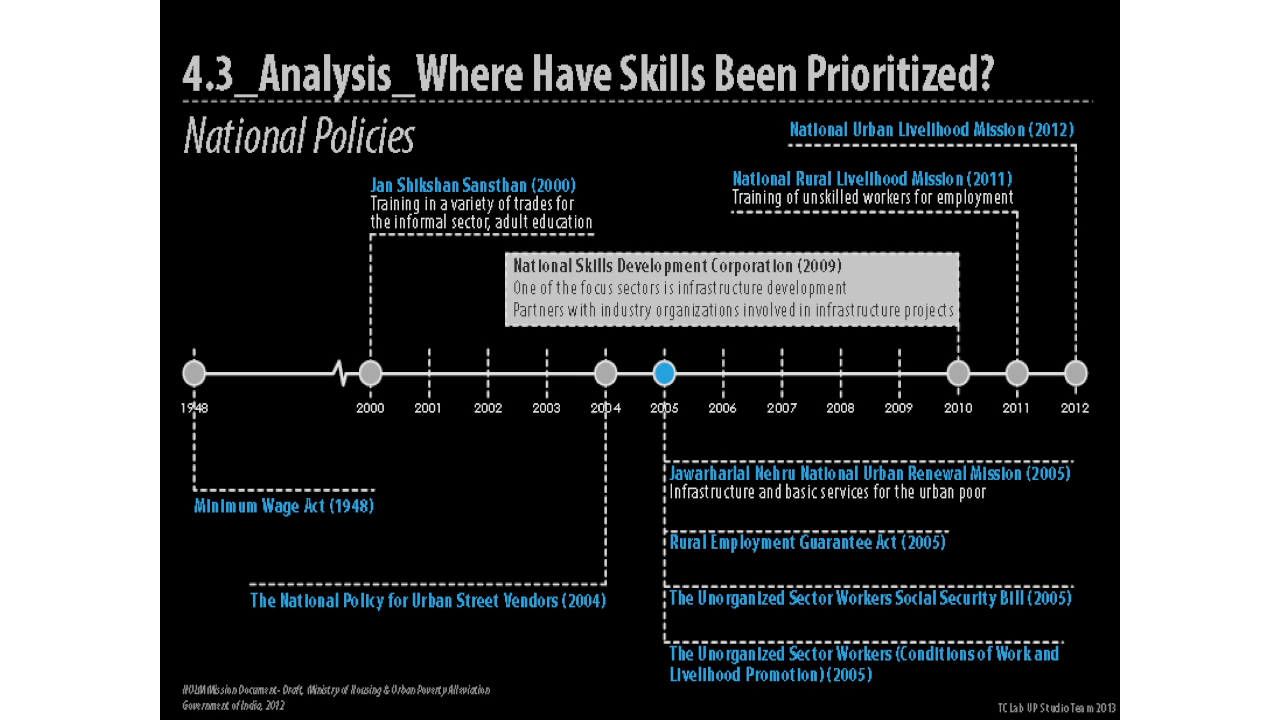 4.3_Analysis_Where Have Skills Been Prioritized?
National Policies
National Urban Livelihood Mission (2012)
Jan Shikshan Sansthan (2000)
Training in a variety of trades for
the informal sector, adult education
National Rural Livelihood Mission (2011)
Training of unskilled workers for employment
National Skills Development Corporation (2009)
One of the focus sectors is infrastructure development
Partners with industry organizations involved in infrastructure projects
1948 2000 2001 2002 2003 2004 2005 2006 2007 2008 2009 2010 2011 2012
Minimum Wage Act (1948)
The National Policy for Urban Street Vendors (2004)
Jawarharlal Nehru National Urban Renewal Mission (2005)
Infrastructure and basic services for the urban poor
Rural Employment Guarantee Act (2005)
The Unorganized Sector Workers Social Security Bill (2005)
The Unorganized Sector Workers (Conditions of Work and
Livelihood Promotion) (2005)
NULM Mission Document- Draft, Ministry of Housing & Urban Poverty Alleviation
Government of India, 2012
TC Lab UP Studio Team 2013